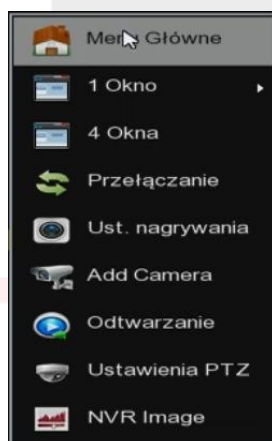 Menu Główne
1 Okno
4 Okna
Przełączanie
Ust. nagrywania
Add Camera
Odtwarzanie
Ustawienia PTZ
NVR Image